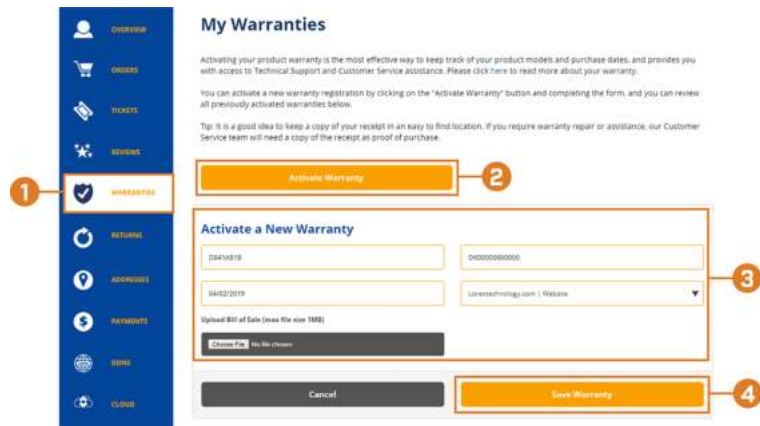 OVERVIEW
ORDERS
TICKETS
REVIEWS
1
WARRANTIES
RETURNS
ADDRESSES
PAYMENTS
DDNS
CLOUD
My Warranties
Activating your product warranty is the most effective way to keep track of your product models and purchase dates, and provides you
with access to Technical Support and Customer Service assistance. Please click here to read more about your warranty.
You can activate a new warranty registration by clicking on the "Activate Warranty" button and completing the form, and you can review
all previously activated warranties below.
Tip: It is a good idea to keep a copy of your receipt in an easy to find location. If you require warranty repair or assistance, our Customer
Service team will need a copy of the receipt as proof of purchase.
Activate Warranty
2
Activate a New Warranty
D841A81B
04/02/2019
Lorextechnology.com | Website
3
Upload Bill of Sale (max file size 1MB)
Choose File No file chosen
Cancel
Save Warranty
4